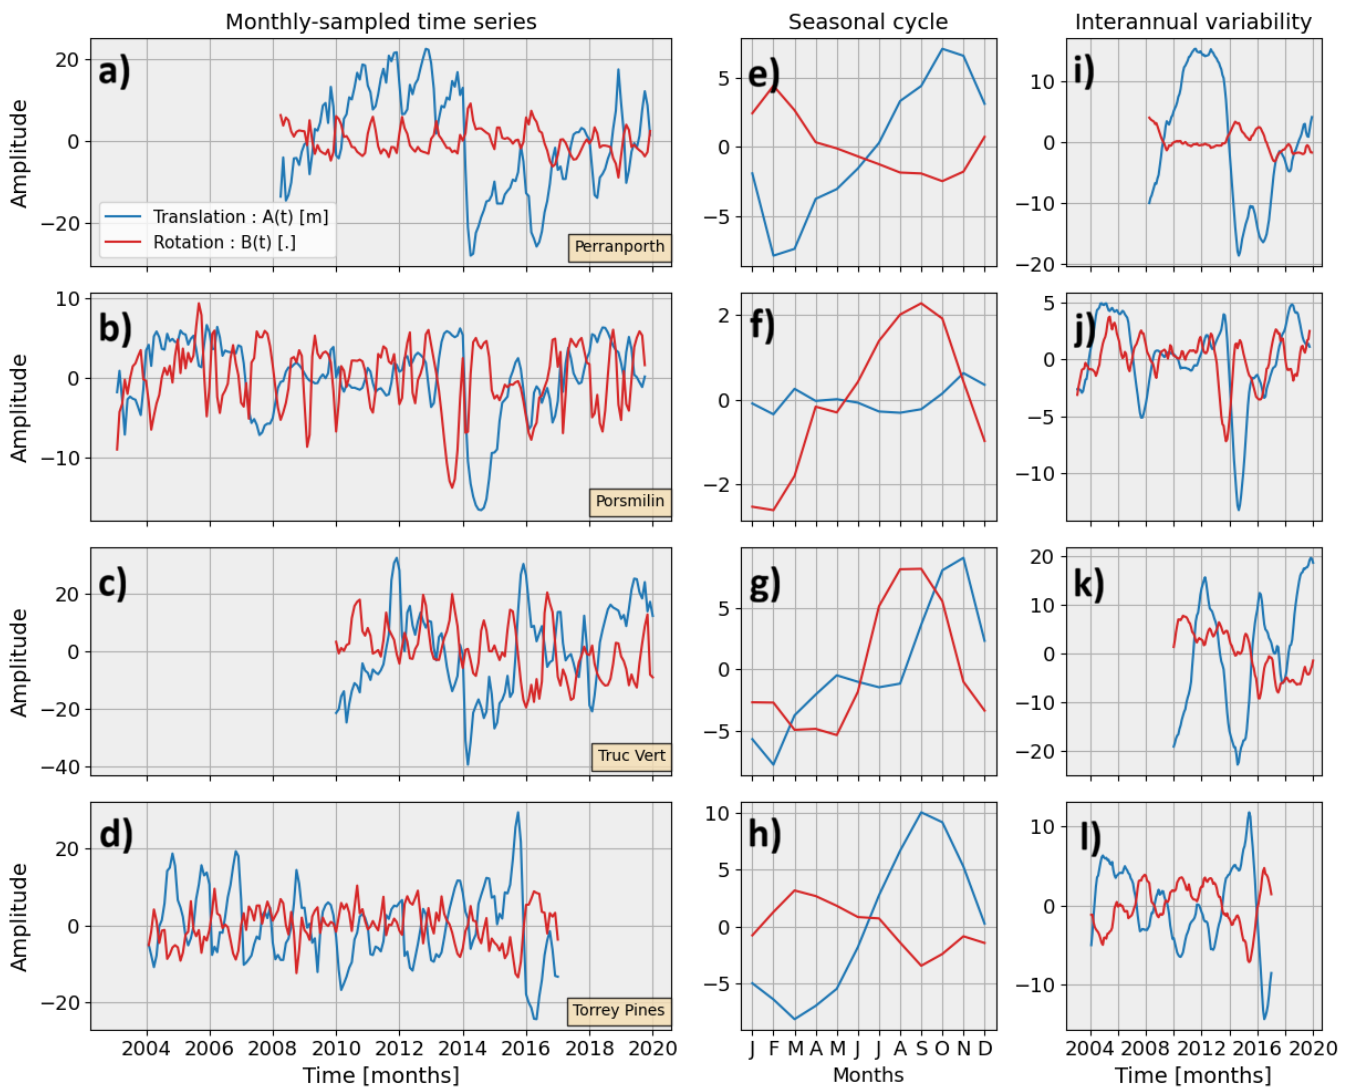 Monthly-sampled time series
Seasonal cycle
Interannual variability
a)
Amplitude
20
0
−20
Translation : A(t) [m]
Rotation : B(t) [.]
Perranporth
e)
5
0
−5
i)
10
0
−10
−20
b)
Amplitude
10
0
−10
Porsmilin
f)
2
0
−2
j)
5
0
−5
−10
c)
Amplitude
20
0
−20
−40
Truc Vert
g)
5
0
−5
k)
20
10
0
−10
−20
d)
Amplitude
20
0
−20
Torrey Pines
2004 2006 2008 2010 2012 2014 2016 2018 2020
Time [months]
h)
10
5
0
−5
J F M A M J J A S O N D
Months
l)
10
0
−10
2004 2008 2012 2016 2020
Time [months]